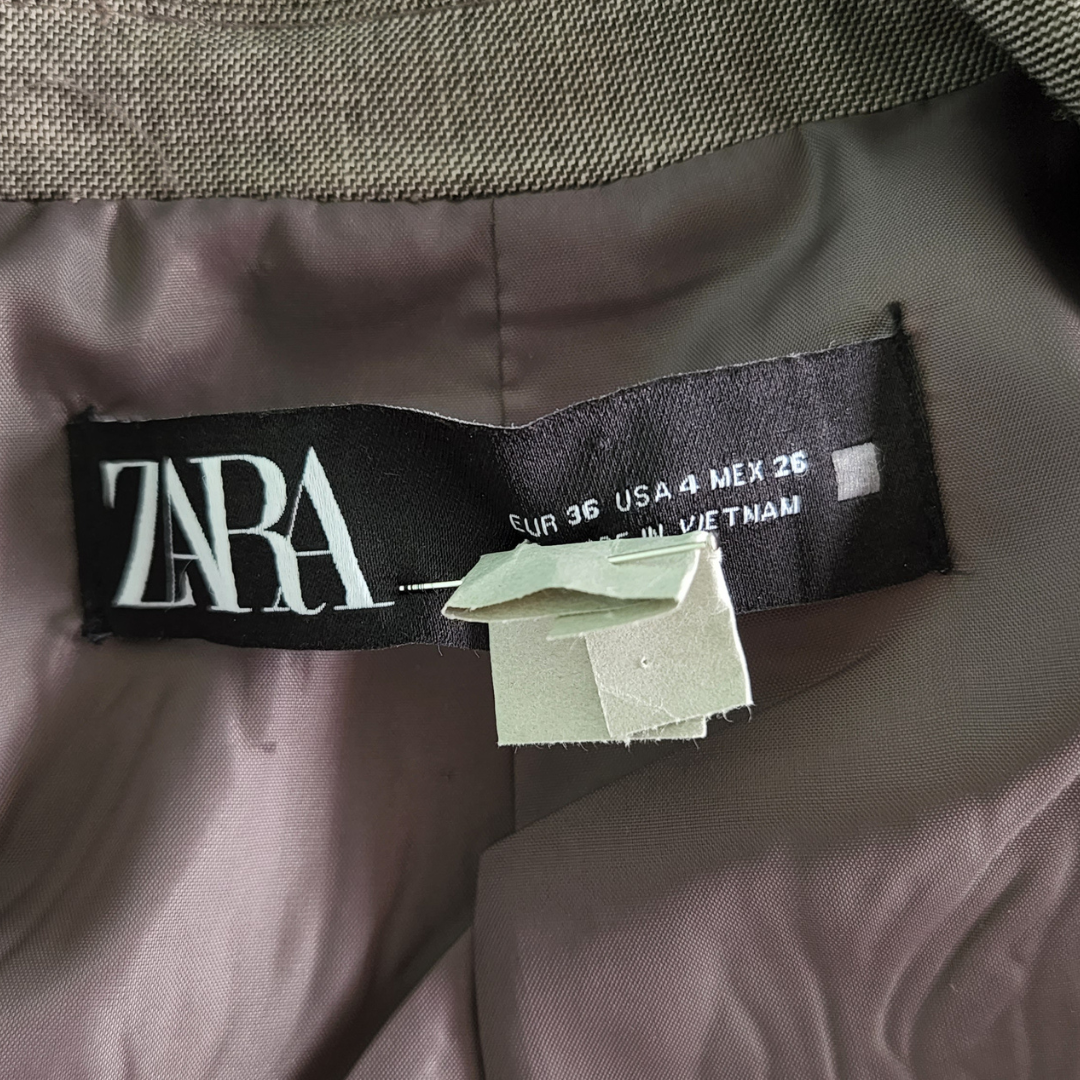 ZARA
EUR 36 USA 4 MEX 26
IN VIETNAM